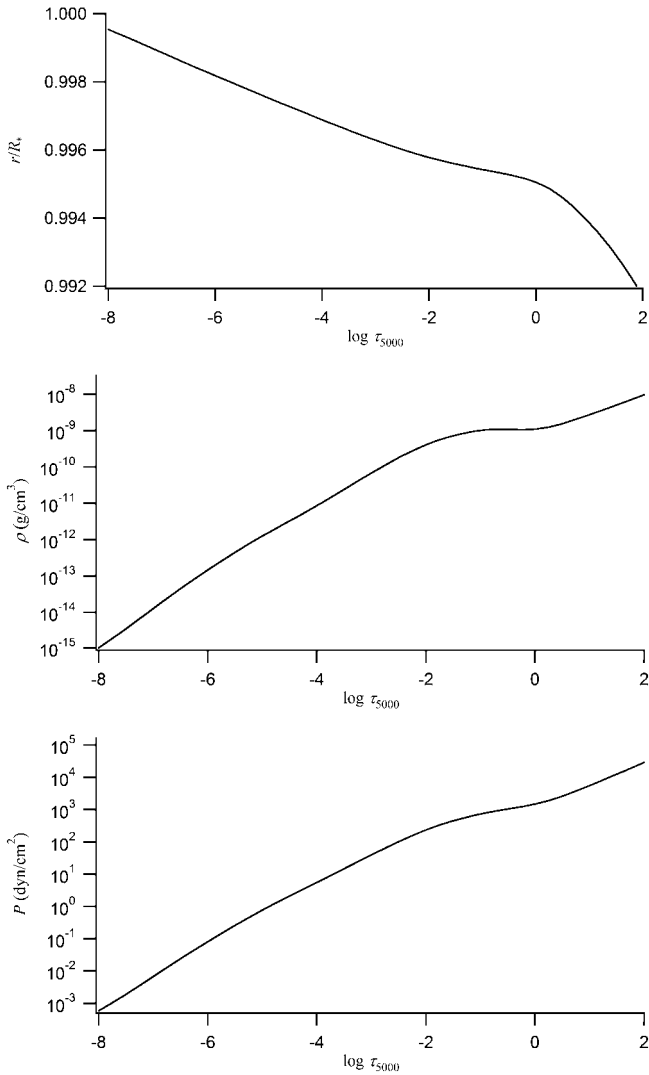 1.000
0.998
0.996
0.994
0.992
r/R*
-8 -6 -4 -2 0 2
log τ5000
10^-8
10^-9
10^-10
10^-11
10^-12
10^-13
10^-14
10^-15
ρ (g/cm^3)
-8 -6 -4 -2 0 2
log τ5000
10^5
10^4
10^3
10^2
10^1
10^0
10^-1
10^-2
10^-3
P (dyn/cm^2)
-8 -6 -4 -2 0 2
log τ5000